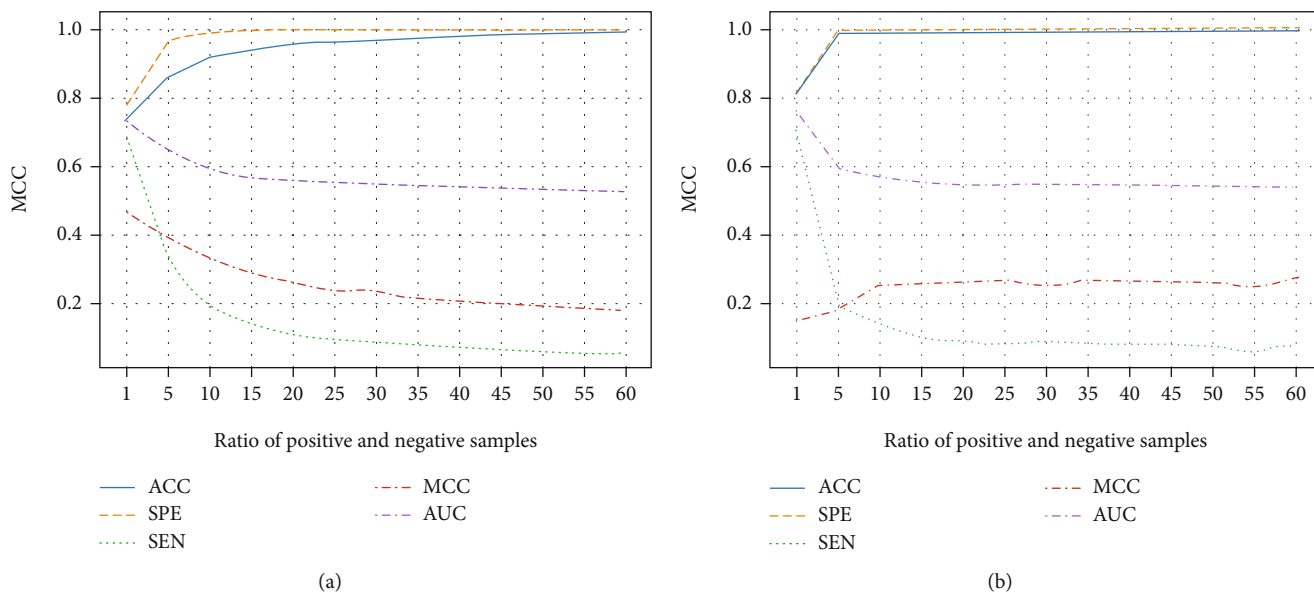 MCC
1.0
0.8
0.6
0.4
0.2
1 5 10 15 20 25 30 35 40 45 50 55 60
Ratio of positive and negative samples
ACC
SPE
SEN
MCC
AUC
(a)
MCC
1.0
0.8
0.6
0.4
0.2
1 5 10 15 20 25 30 35 40 45 50 55 60
Ratio of positive and negative samples
ACC
SPE
SEN
MCC
AUC
(b)